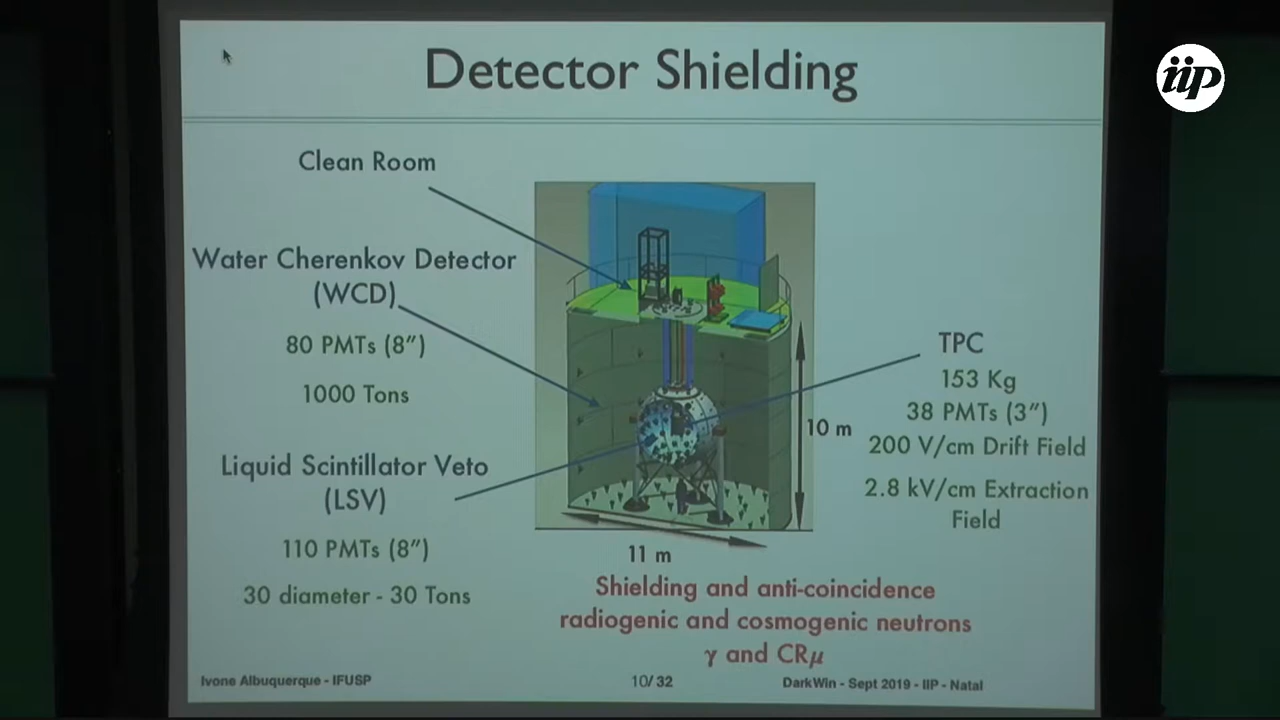 Detector Shielding
iip
Clean Room
Water Cherenkov Detector
(WCD)
80 PMTs (8”)
1000 Tons
Liquid Scintillator Veto
(LSV)
110 PMTs (8”)
30 diameter - 30 Tons
TPC
153 Kg
38 PMTs (3”)
200 V/cm Drift Field
2.8 kV/cm Extraction
Field
10 m
11 m
Shielding and anti-coincidence
radiogenic and cosmogenic neutrons
γ and CRμ
Ivone Albuquerque - IFUSP
10/ 32
DarkWin - Sept 2019 - IIP - Natal